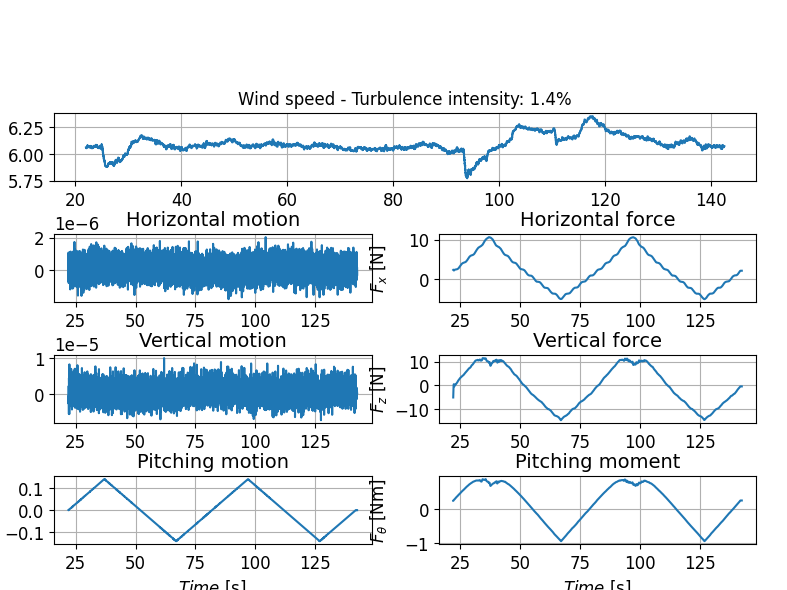 Wind speed - Turbulence intensity: 1.4%
6.25
6.00
5.75
20 40 60 80 100 120 140
1e−6 Horizontal motion Horizontal force
2
0
25 50 75 100 125
F_x [N]
10
0
25 50 75 100 125
1e−5 Vertical motion Vertical force
1
0
25 50 75 100 125
F_z [N]
10
0
−10
25 50 75 100 125
Pitching motion Pitching moment
0.1
0.0
−0.1
25 50 75 100 125
Time [s]
F_θ [Nm]
0
−1
25 50 75 100 125
Time [s]